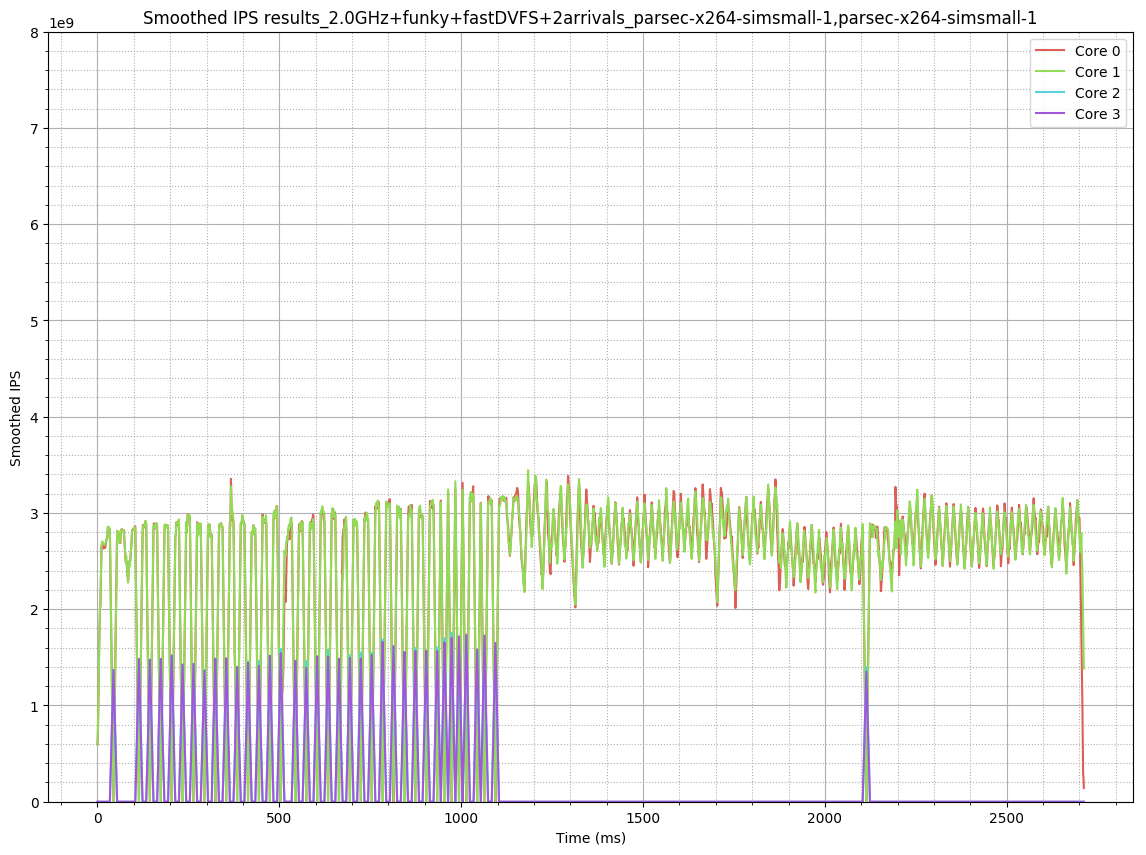 Smoothed IPS results_2.0GHz+funky+fastDVFS+2arrivals_parsec-x264-simsmall-1,parsec-x264-simsmall-1
1e9
8
7
6
5
4
3
2
1
0
Smoothed IPS
Core 0
Core 1
Core 2
Core 3
0
500
1000
1500
2000
2500
Time (ms)